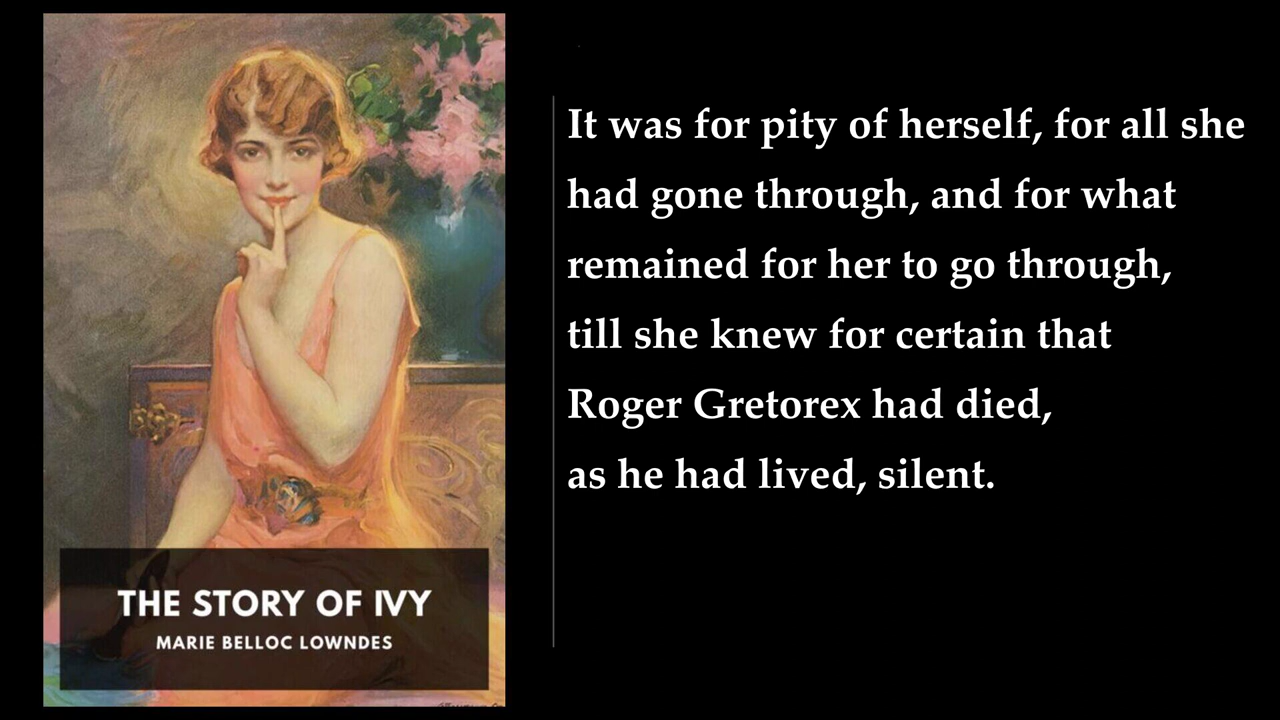 THE STORY OF IVY
MARIE BELLOC LOWNDES
It was for pity of herself, for all she
had gone through, and for what
remained for her to go through,
till she knew for certain that
Roger Gretorex had died,
as he had lived, silent.